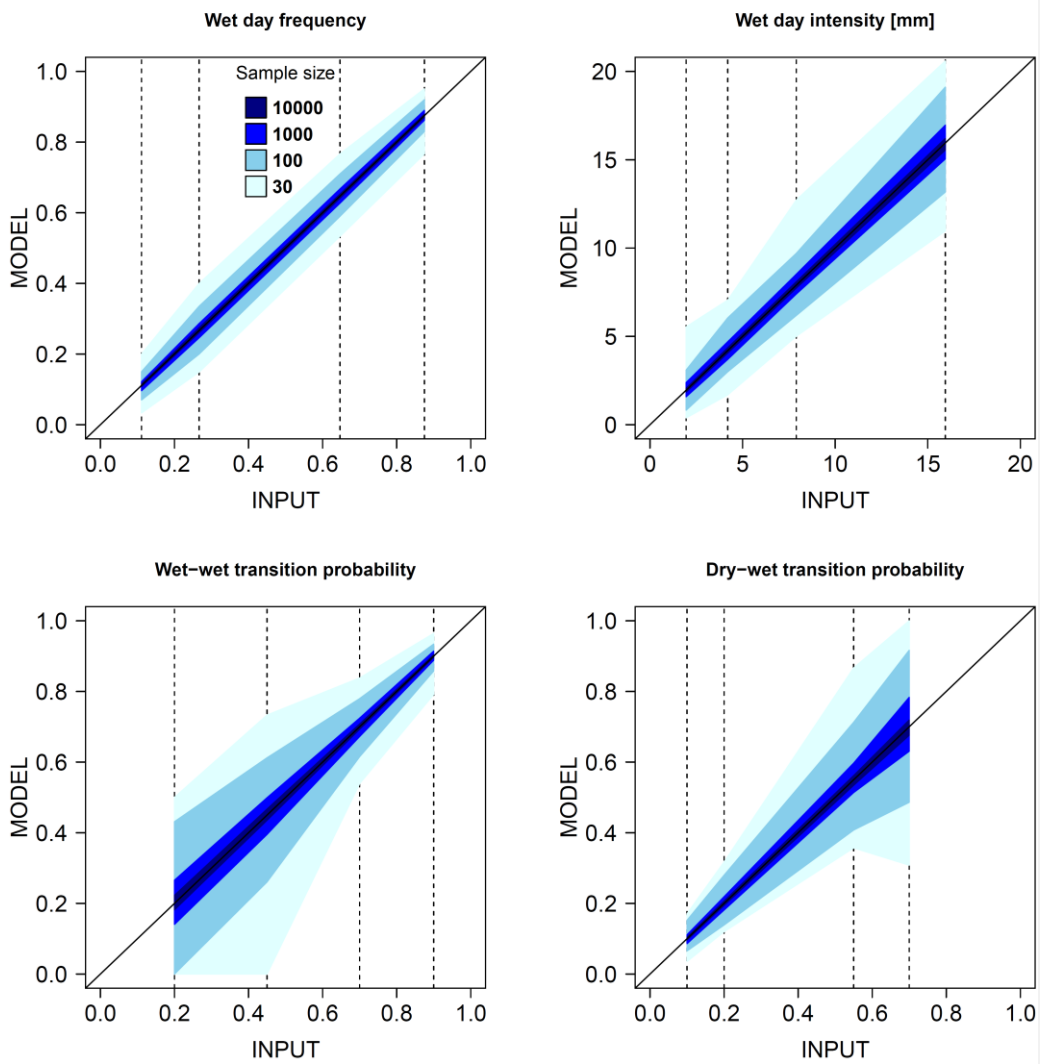 Wet day frequency
Sample size
10000
1000
100
30
1.0
0.8
0.6
0.4
0.2
0.0
MODEL
0.0 0.2 0.4 0.6 0.8 1.0
INPUT
Wet day intensity [mm]
20
15
10
5
0
MODEL
0 5 10 15 20
INPUT
Wet−wet transition probability
1.0
0.8
0.6
0.4
0.2
0.0
MODEL
0.0 0.2 0.4 0.6 0.8 1.0
INPUT
Dry−wet transition probability
1.0
0.8
0.6
0.4
0.2
0.0
MODEL
0.0 0.2 0.4 0.6 0.8 1.0
INPUT